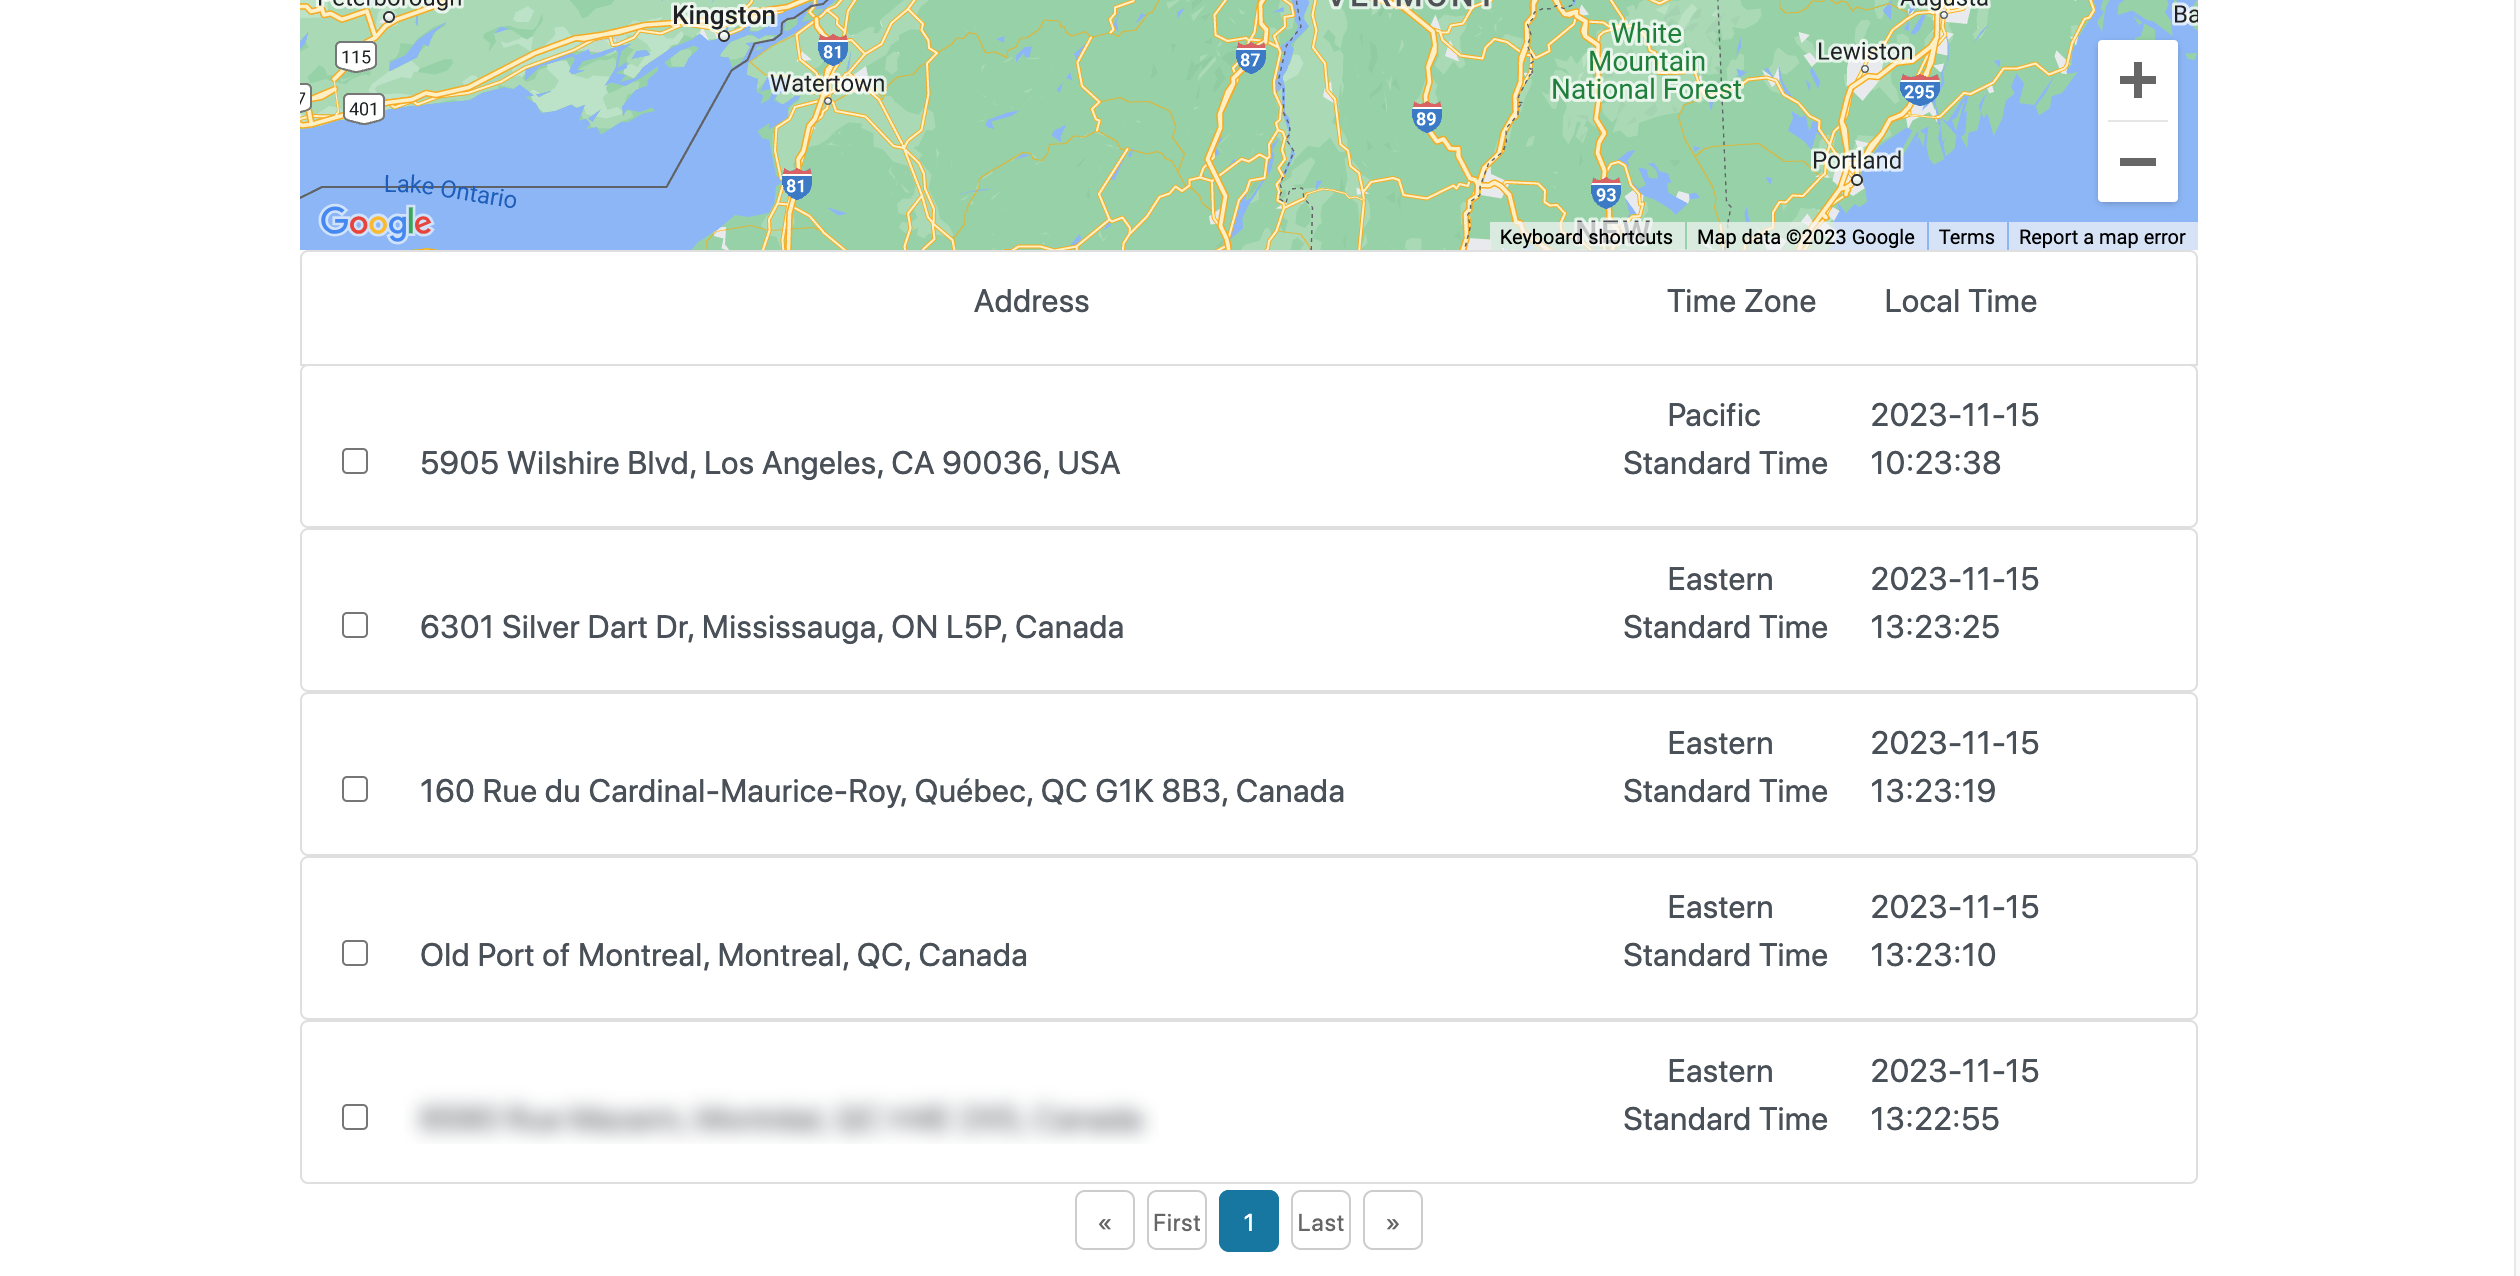 Peterborough
Kingston
VERMONT
Augusta
Ba
115
81
87
White
Mountain
National Forest
Lewiston
Watertown
7
401
89
295
81
Lake Ontario
93
Portland
Google
NEW
Keyboard shortcuts
Map data ©2023 Google
Terms
Report a map error
Address Time Zone Local Time
Pacific 2023-11-15
5905 Wilshire Blvd, Los Angeles, CA 90036, USA Standard Time 10:23:38
Eastern 2023-11-15
6301 Silver Dart Dr, Mississauga, ON L5P, Canada Standard Time 13:23:25
Eastern 2023-11-15
160 Rue du Cardinal-Maurice-Roy, Québec, QC G1K 8B3, Canada Standard Time 13:23:19
Eastern 2023-11-15
Old Port of Montreal, Montreal, QC, Canada Standard Time 13:23:10
Eastern 2023-11-15
Standard Time 13:22:55
« First 1 Last »